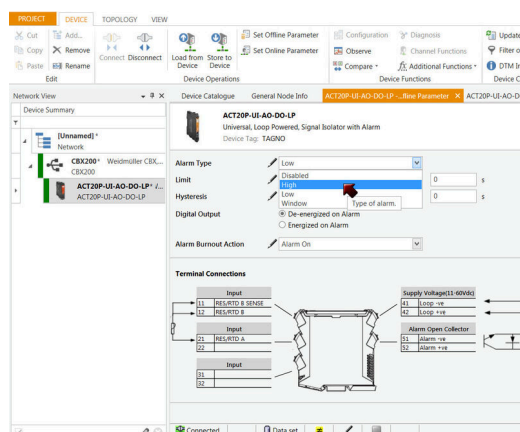 PROJECT DEVICE TOPOLOGY VIEW
Cut Add... Set Offline Parameter Configuration Diagnosis Update
Copy Remove Connect Disconnect Load from Device Store to Device Set Online Parameter Observe Channel Functions Filter
Paste Rename Compare Additional Functions DTM
Edit Device Operations Device Functions Device
Network View Device Catalogue General Node Info ACT20P-UI-AO-DO-LP -...fline Parameter ACT20P-UI-AO-D
Device Summary
ACT20P-UI-AO-DO-LP
Universal, Loop Powered, Signal Isolator with Alarm
Device Tag: TAGNO
[Unnamed]*
Network
CBX200* Weidmüller CBX,...
CBX200
ACT20P-UI-AO-DO-LP*
ACT20P-UI-AO-DO-LP
Alarm Type Low
Disabled
Limit High 0 s
Hysteresis Low 0 s
Window Type of alarm.
Digital Output De-energized on Alarm
Energized on Alarm
Alarm Burnout Action Alarm On
Terminal Connections
Input Supply Voltage(11-60Vdc)
11 RES/RTD B SENSE 41 Loop -ve
12 RES/RTD B 42 Loop +ve
Input Alarm Open Collector
21 RES/RTD A 51 Alarm -ve
22 52 Alarm +ve
Input
31
32
Connected Data set